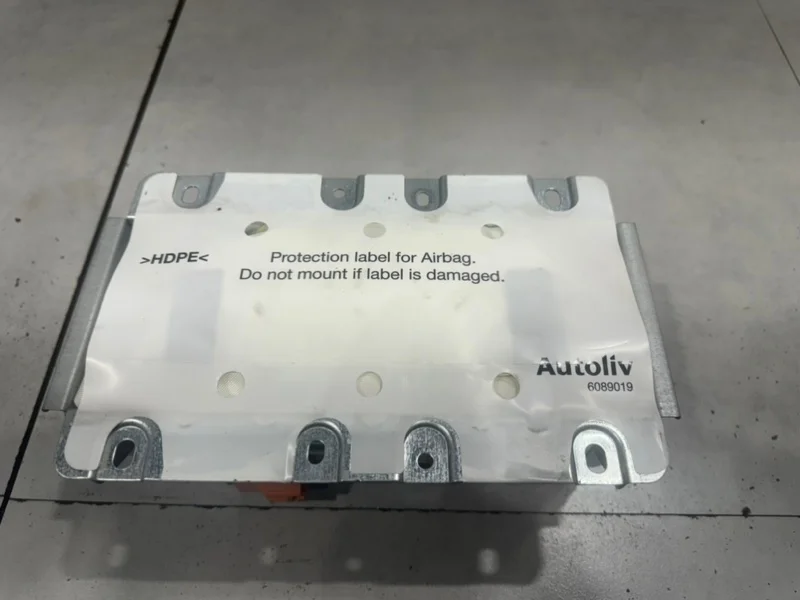 >HDPE<
Protection label for Airbag.
Do not mount if label is damaged.
Autoliv
6089019